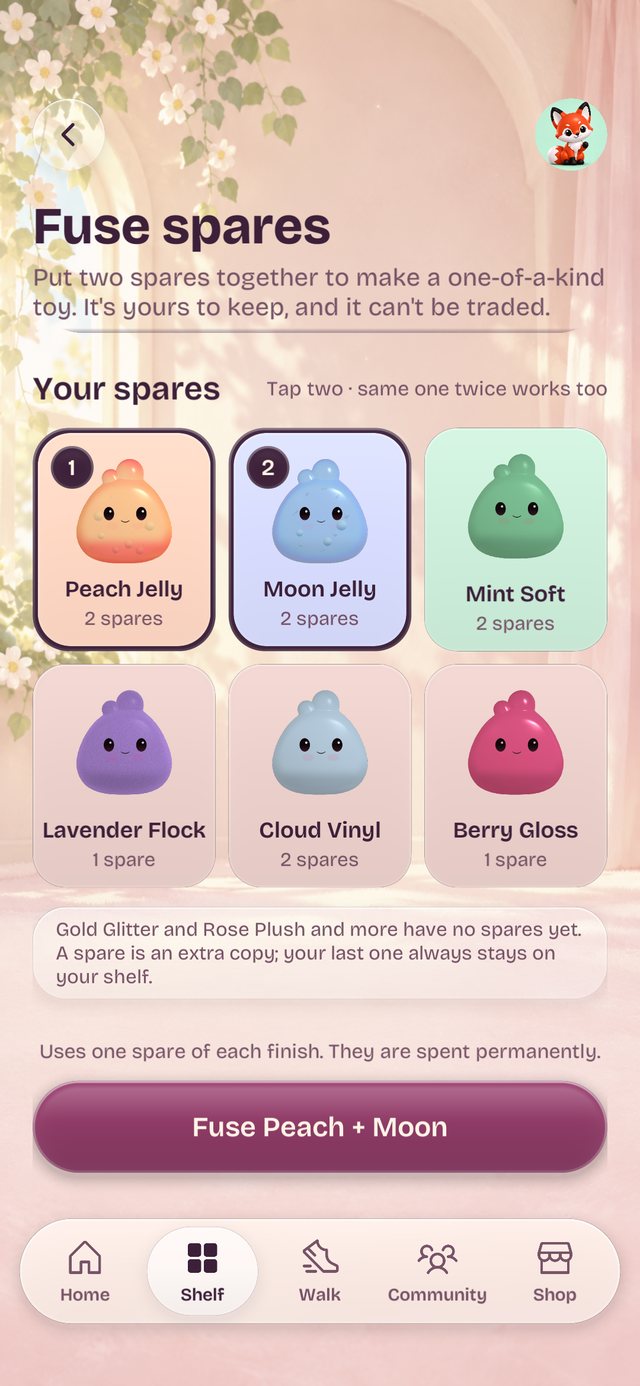 Fuse spares
Put two spares together to make a one-of-a-kind
toy. It's yours to keep, and it can't be traded.
Your spares
Tap two · same one twice works too
1
Peach Jelly
2 spares
2
Moon Jelly
2 spares
Mint Soft
2 spares
Lavender Flock
1 spare
Cloud Vinyl
2 spares
Berry Gloss
1 spare
Gold Glitter and Rose Plush and more have no spares yet.
A spare is an extra copy; your last one always stays on
your shelf.
Uses one spare of each finish. They are spent permanently.
Fuse Peach + Moon
Home
Shelf
Walk
Community
Shop